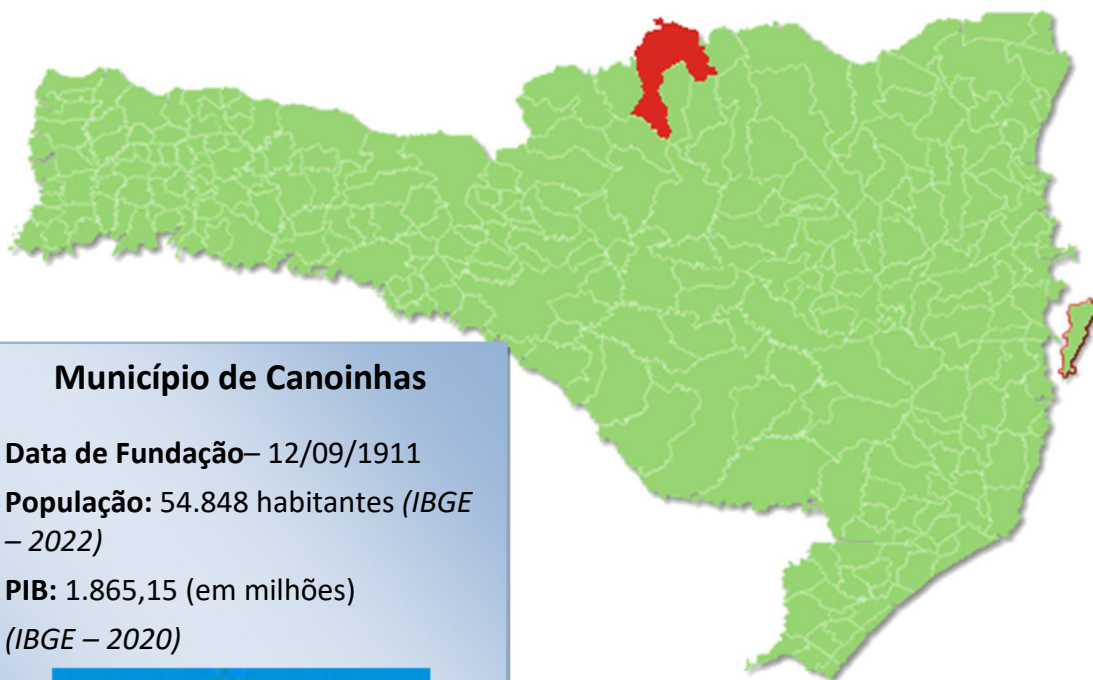 Município de Canoinhas
Data de Fundação– 12/09/1911
População: 54.848 habitantes (IBGE
– 2022)
PIB: 1.865,15 (em milhões)
(IBGE – 2020)